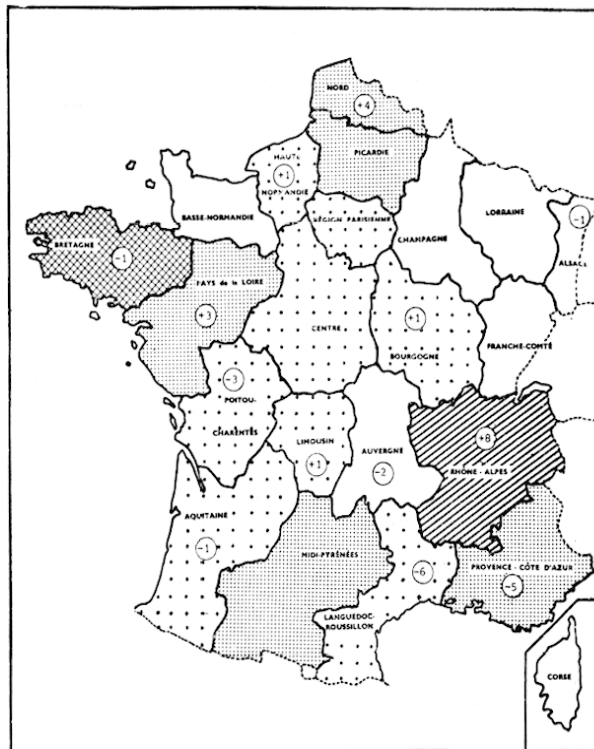 NORD
+4
PICARDIE
HAUTE
+1
NORMANDIE
BASSE-NORMANDIE
RÉGION PARISIENNE
CHAMPAGNE
LORRAINE
-1
ALSACE
BRETAGNE
-1
PAYS de la LOIRE
+3
CENTRE
+1
BOURGOGNE
FRANCHE-COMTÉ
-3
POITOU-
CHARENTES
LIMOUSIN
+1
AUVERGNE
-2
+8
RHONE - ALPES
AQUITAINE
-1
MIDI-PYRÉNÉES
-6
LANGUEDOC-
ROUSSILLON
PROVENCE - CÔTE D'AZUR
-5
CORSE